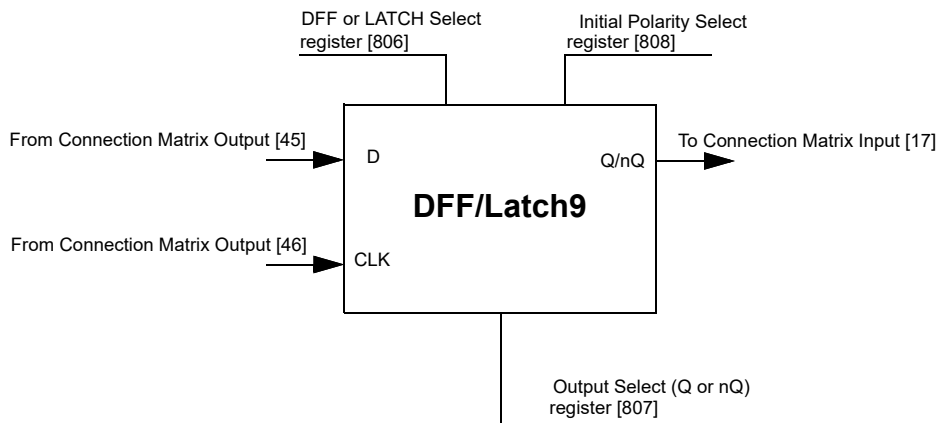 DFF or LATCH Select
register [806]
Initial Polarity Select
register [808]
From Connection Matrix Output [45]
D
Q/nQ
To Connection Matrix Input [17]
DFF/Latch9
From Connection Matrix Output [46]
CLK
Output Select (Q or nQ)
register [807]